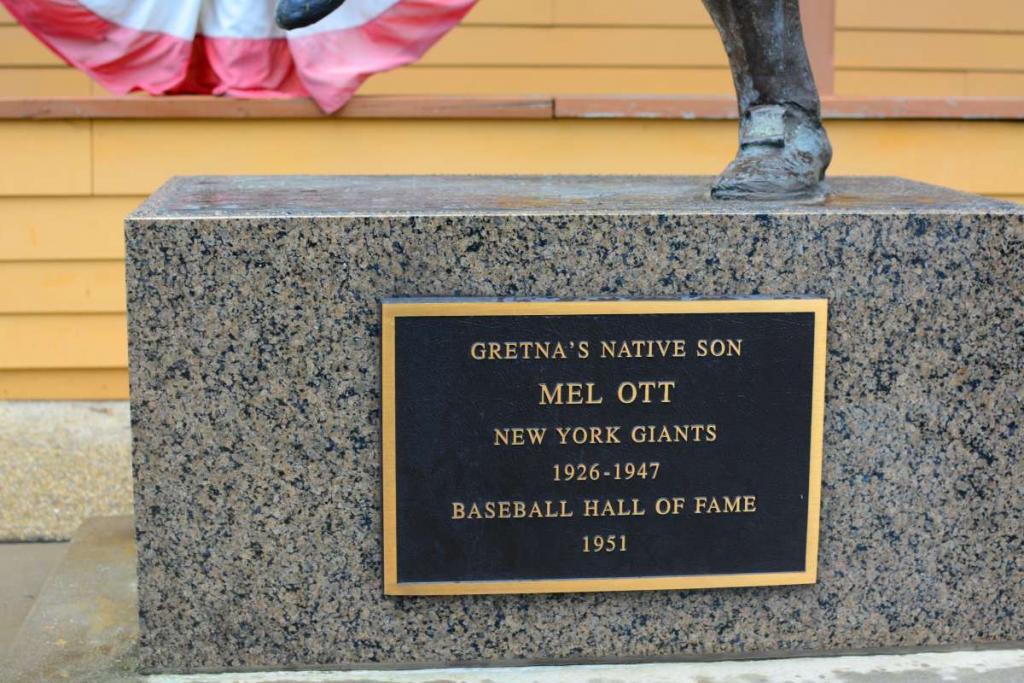 GRETNA'S NATIVE SON
MEL OTT
NEW YORK GIANTS
1926-1947
BASEBALL HALL OF FAME
1951